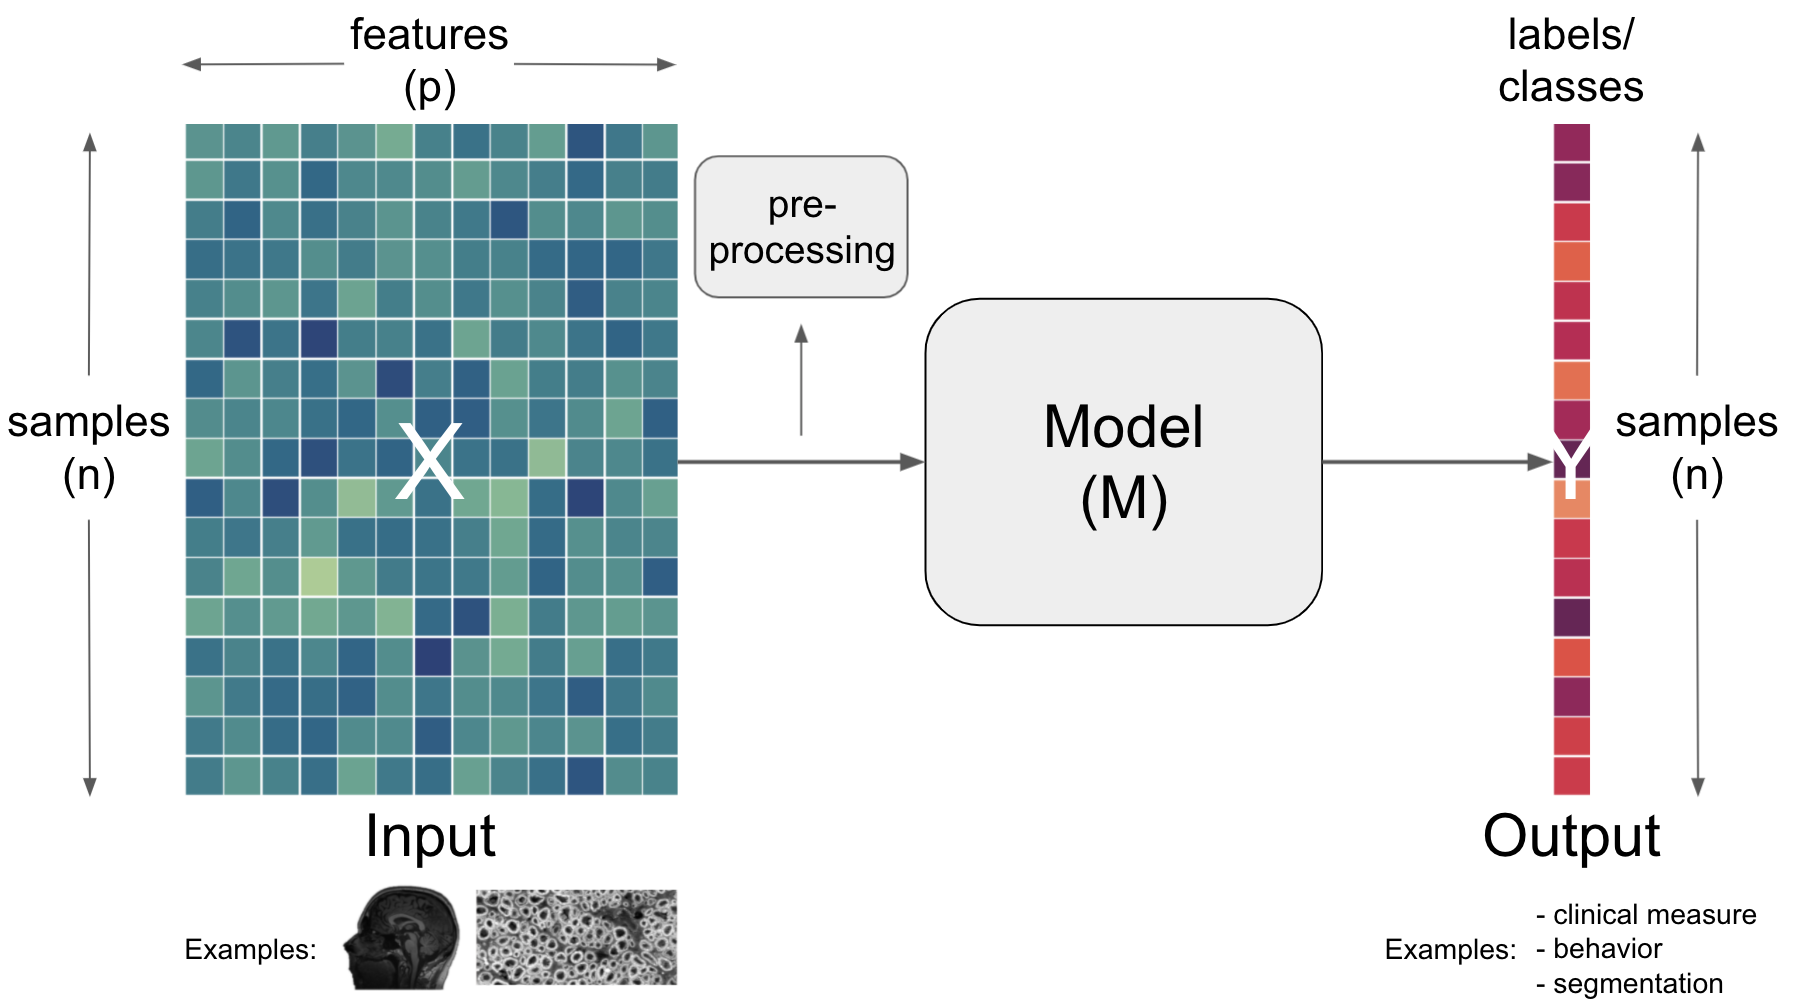 features
(p)
labels/
classes
pre-
processing
samples
(n)
X
Model
(M)
Y
samples
(n)
Input
Output
Examples:
Examples:
- clinical measure
- behavior
- segmentation